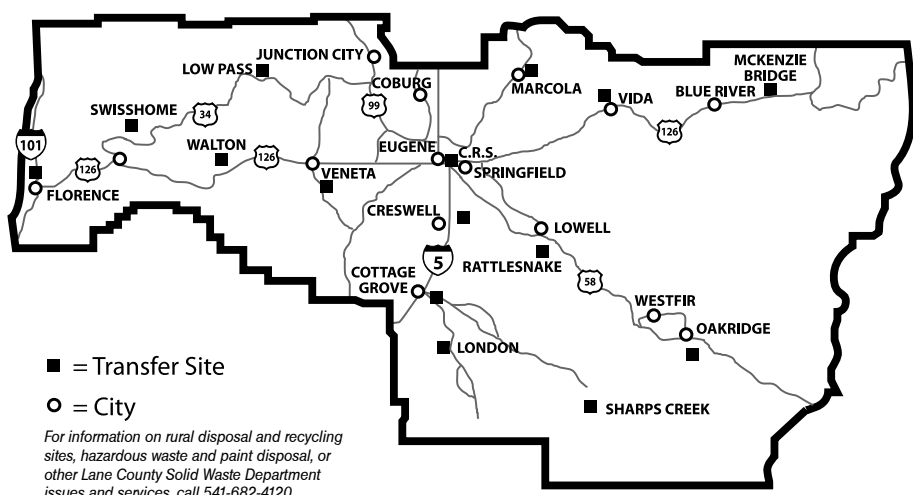 JUNCTION CITY
LOW PASS
COBURG
99
SWISSHOME
34
101
126
WALTON
126
EUGENE
C.R.S.
SPRINGFIELD
VENETA
FLORENCE
MARCOLA
VIDA
BLUE RIVER
MCKENZIE
BRIDGE
126
CRESWELL
LOWELL
5
RATTLESNAKE
58
COTTAGE
GROVE
WESTFIR
OAKRIDGE
LONDON
SHARPS CREEK
= Transfer Site
= City
For information on rural disposal and recycling
sites, hazardous waste and paint disposal, or
other Lane County Solid Waste Department
issues and services, call 541-682-4120